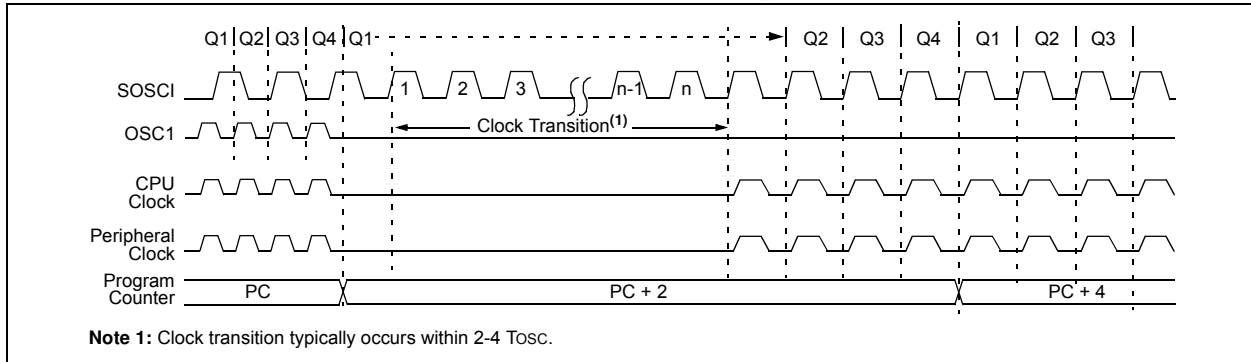 Q1 Q2 Q3 Q4 Q1 Q2 Q3 Q4 Q1 Q2 Q3
SOSCI 1 2 3 n-1 n
OSC1 Clock Transition(1)
CPU
Clock
Peripheral
Clock
Program
Counter PC PC + 2 PC + 4
Note 1: Clock transition typically occurs within 2-4 TOSC.